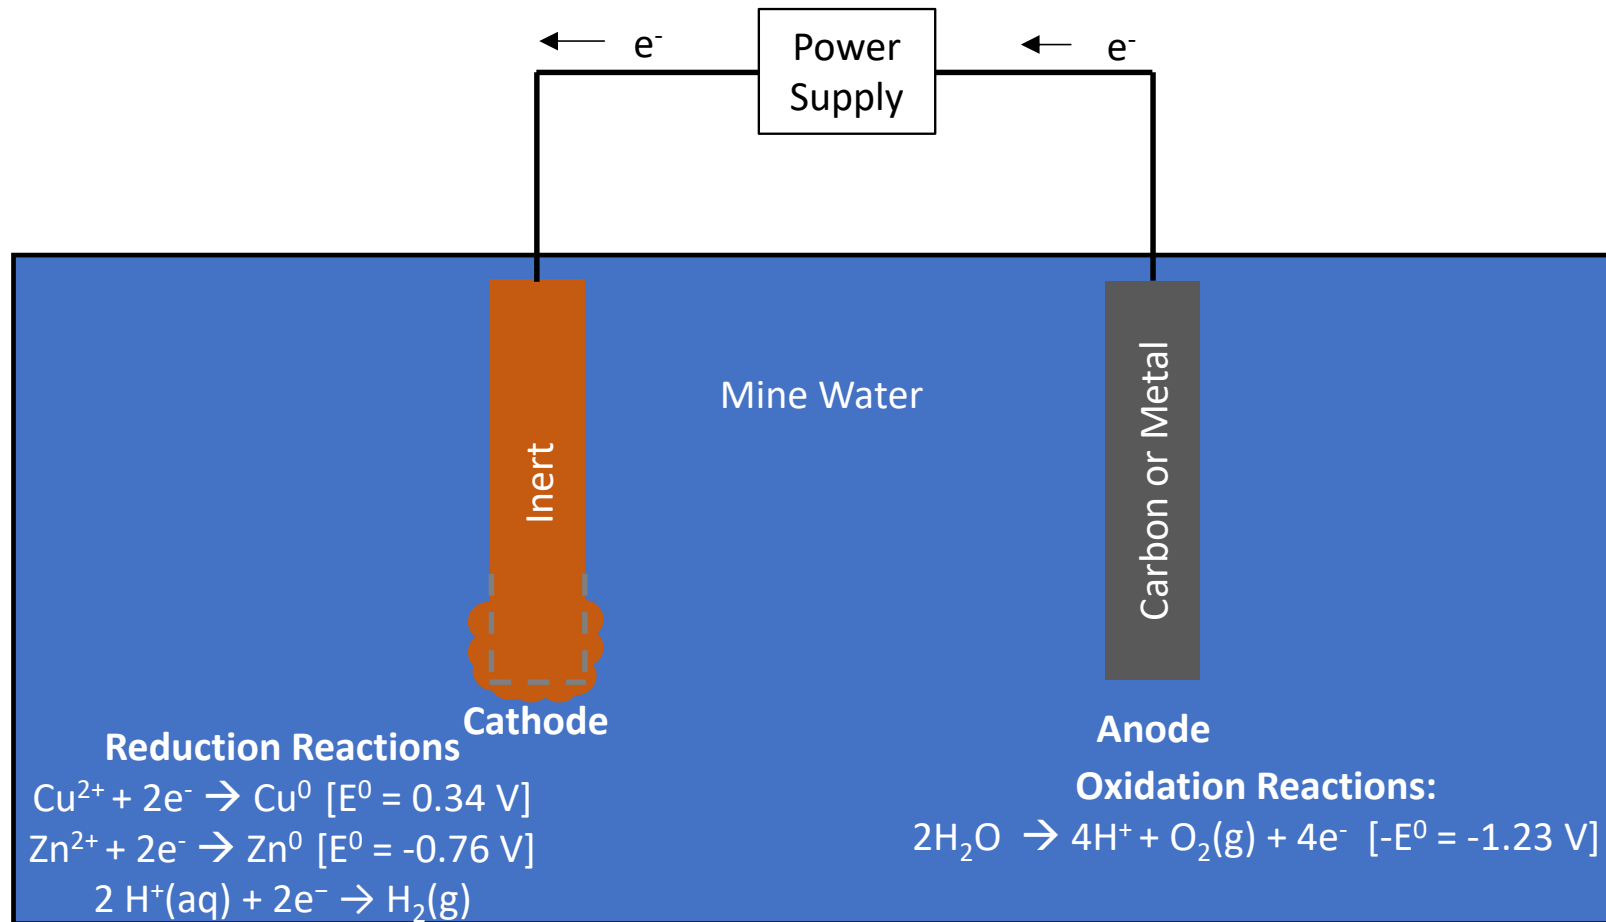 e⁻
Power
Supply
e⁻
Mine Water
Inert
Carbon or Metal
Cathode
Reduction Reactions
Cu²⁺ + 2e⁻ → Cu⁰ [E⁰ = 0.34 V]
Zn²⁺ + 2e⁻ → Zn⁰ [E⁰ = -0.76 V]
2 H⁺(aq) + 2e⁻ → H₂(g)
Anode
Oxidation Reactions:
2H₂O → 4H⁺ + O₂(g) + 4e⁻ [-E⁰ = -1.23 V]